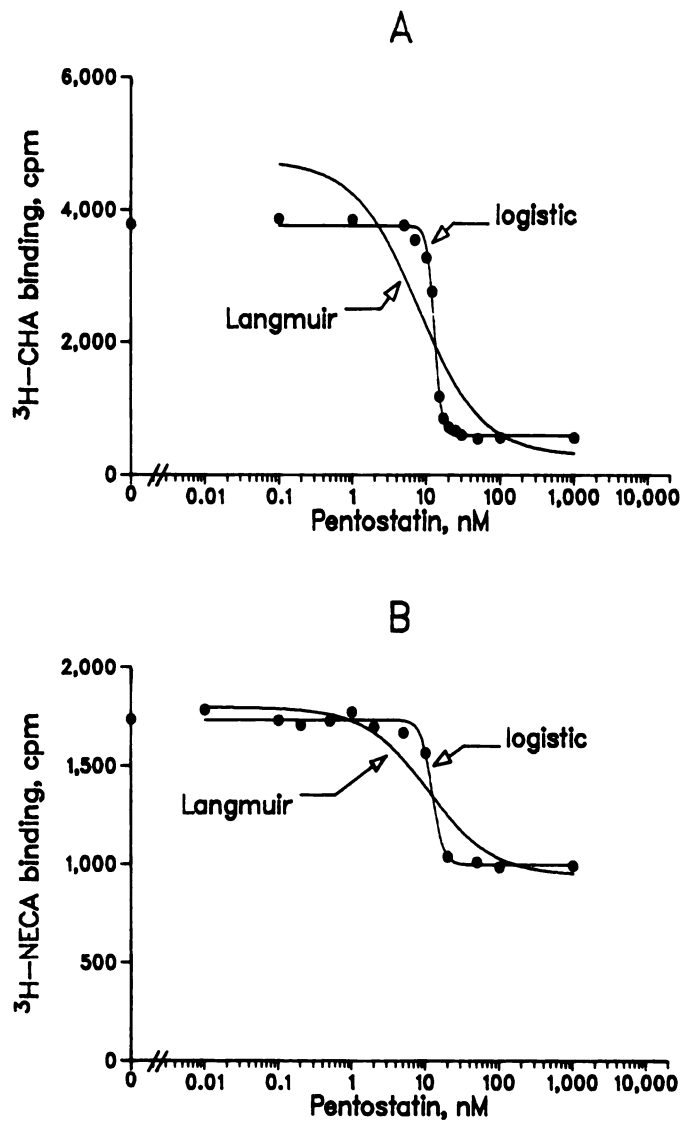 A
6,000
4,000
2,000
0
³H–CHA binding, cpm
logistic
Langmuir
0 0.01 0.1 1 10 100 1,000 10,000
Pentostatin, nM
B
2,000
1,500
1,000
500
0
³H–NECA binding, cpm
logistic
Langmuir
0 0.01 0.1 1 10 100 1,000 10,000
Pentostatin, nM